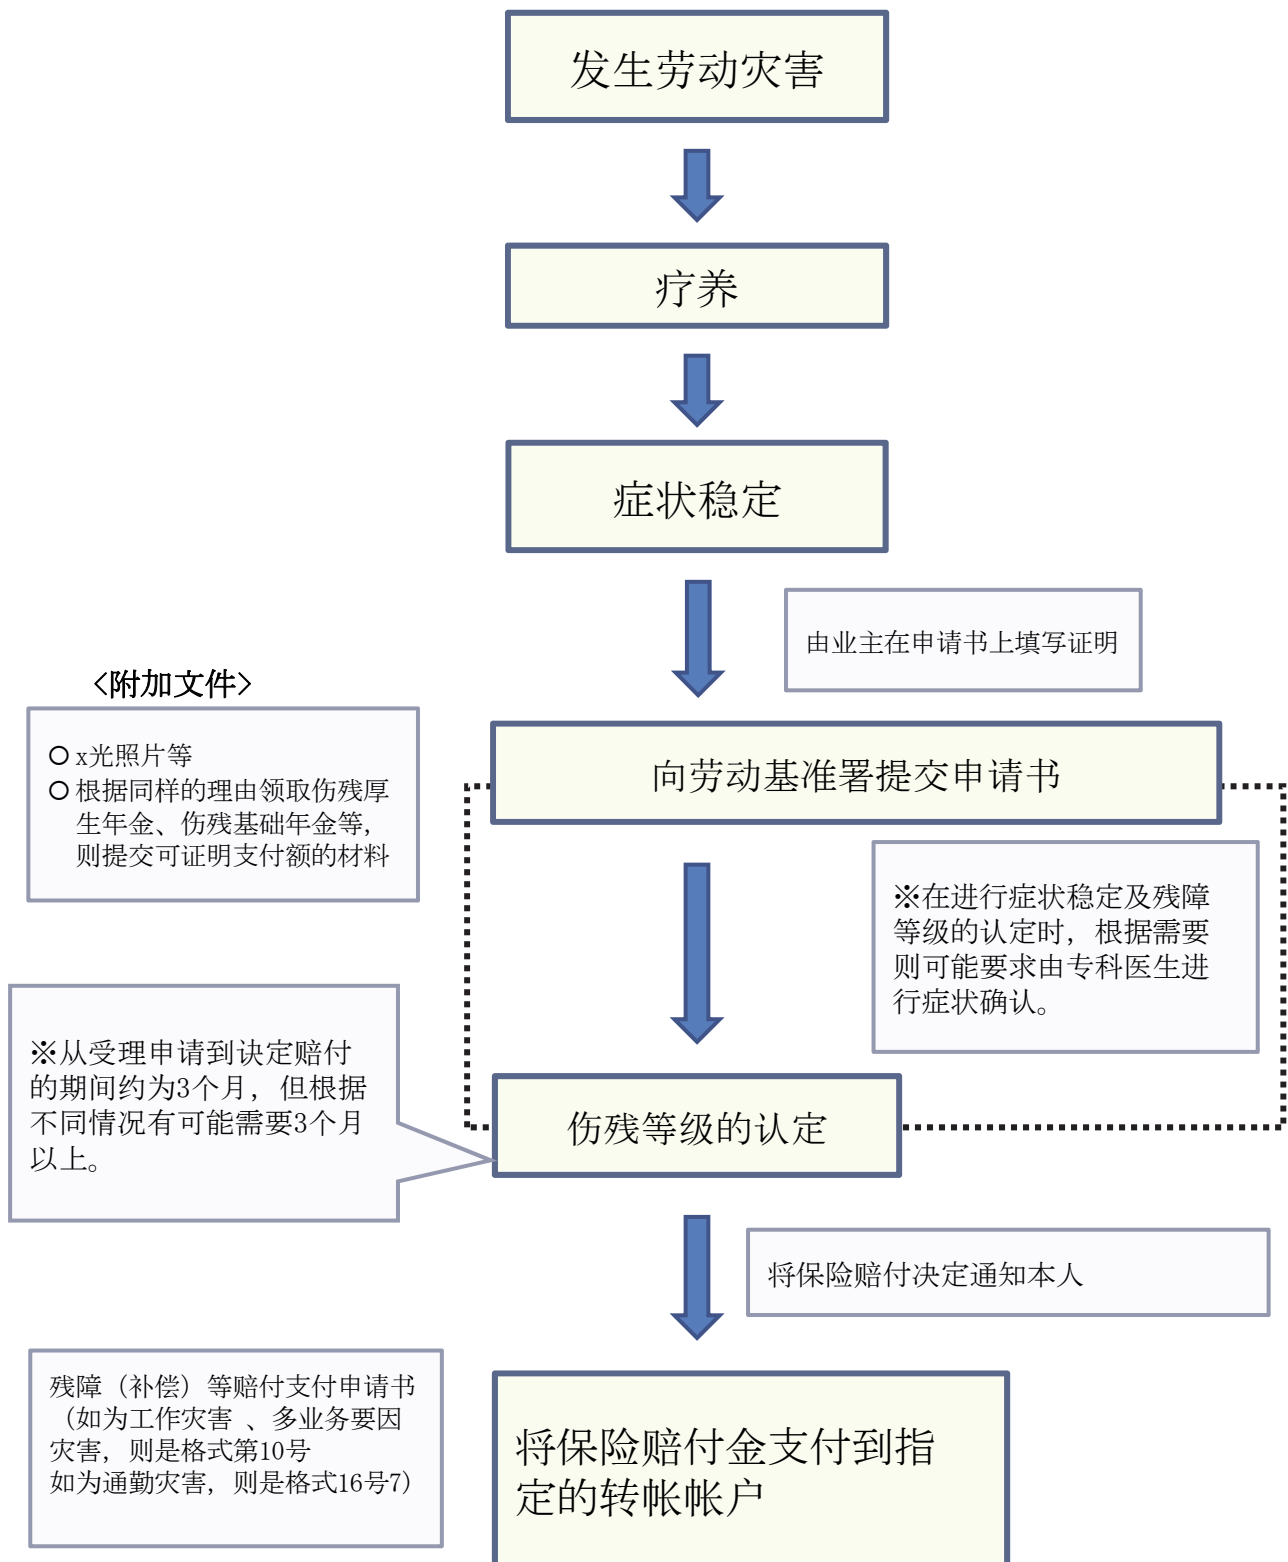 发生劳动灾害
疗养
症状稳定
由业主在申请书上填写证明
<附加文件>
○x光照片等
○根据同样的理由领取伤残厚
生年金、伤残基础年金等，
则提交可证明支付额的材料
向劳动基准署提交申请书
※在进行症状稳定及残障
等级的认定时，根据需要
则可能要求由专科医生进
行症状确认。
※从受理申请到诀定赔付
的期间约为3个月，但根据
不同情况有可能需要3个月
以上。
伤残等级的认定
将保险赔付决定通知本人
残障（补偿）等赔付支付申请书
（如为工作灾害 、多业务要因
灾害，则是格式第10号
如为通勤灾害，则是格式16号7）
将保险赔付金支付到指
定的转帐帐户